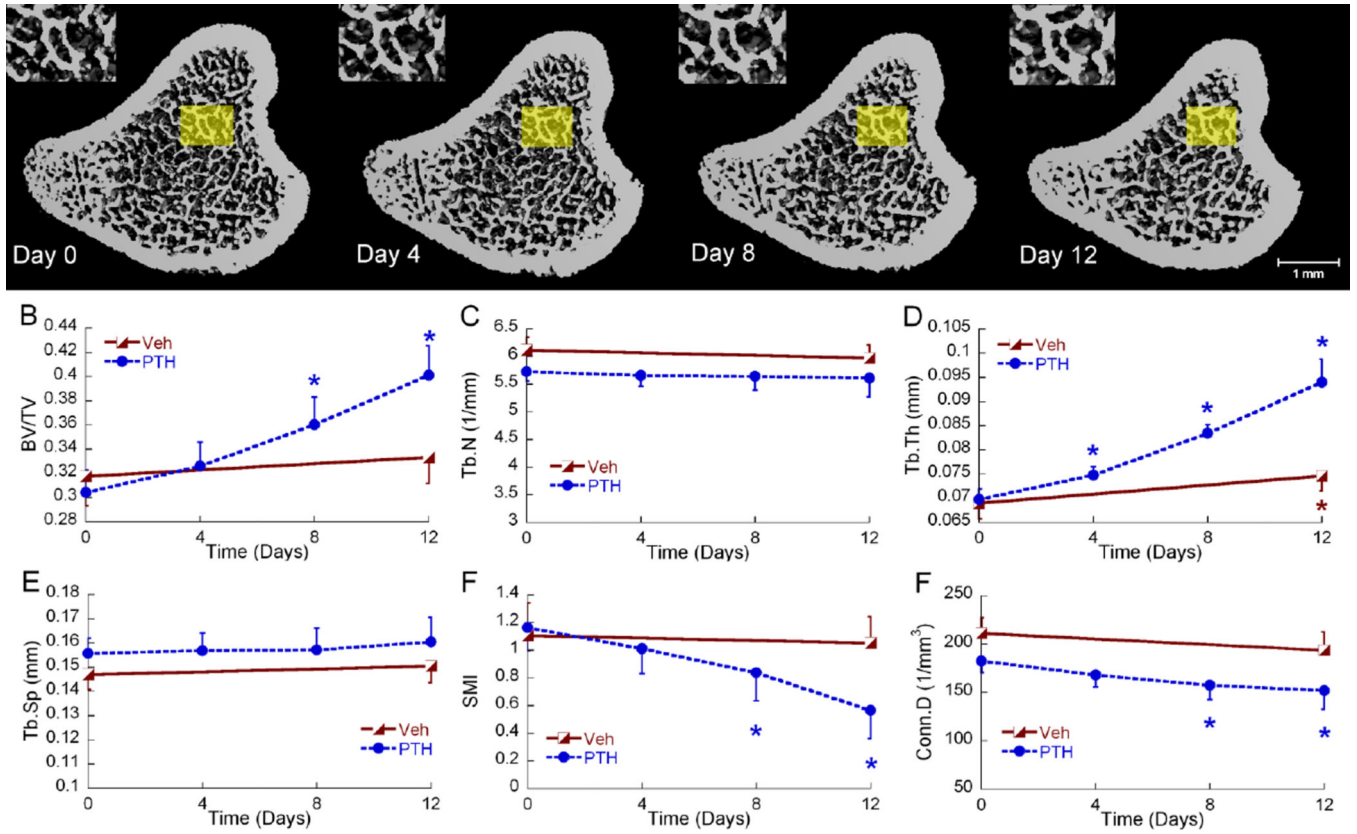 Day 0
Day 4
Day 8
Day 12
1 mm
B
0.44
0.42
0.4
0.38
0.36
0.34
0.32
0.3
0.28
BV/TV
Veh
PTH
*
*
0
4
8
12
Time (Days)
C
6.5
6
5.5
5
4.5
4
3.5
3
Tb.N (1/mm)
Veh
PTH
0
4
8
12
Time (Days)
D
0.105
0.1
0.095
0.09
0.085
0.08
0.075
0.07
0.065
Tb.Th (mm)
Veh
PTH
*
*
*
*
0
4
8
12
Time (Days)
E
0.18
0.17
0.16
0.15
0.14
0.13
0.12
0.11
0.1
Tb.Sp (mm)
Veh
PTH
0
4
8
12
Time (Days)
F
1.4
1.2
1
0.8
0.6
0.4
0.2
0
SMI
Veh
PTH
*
*
0
4
8
12
Time (Days)
F
250
200
150
100
50
Conn.D (1/mm³)
Veh
PTH
*
*
0
4
8
12
Time (Days)